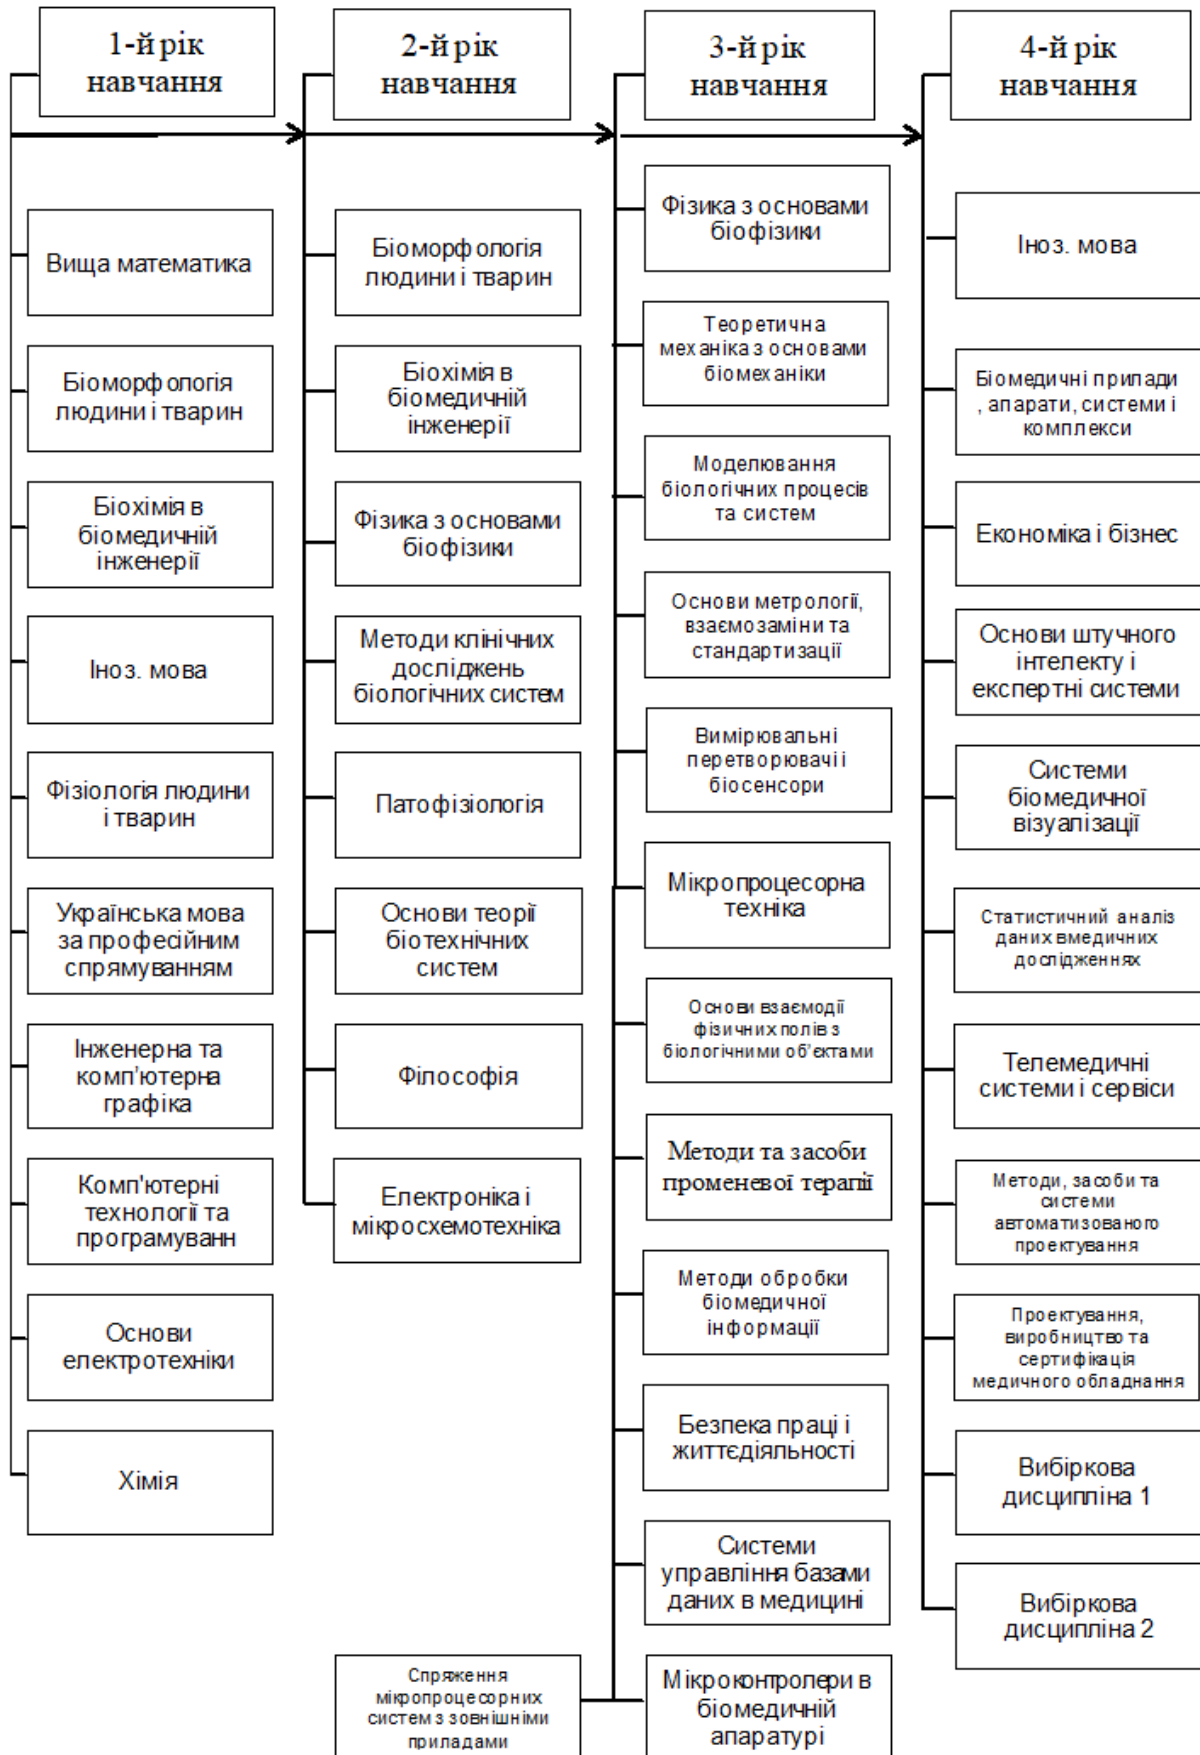 1-й рік
навчання
Вища математика
Біоморфологія
людини і тварин
Біохімія в
біомедичній
інженерії
Іноз. мова
Фізіологія людини
і тварин
Українська мова
за професійним
спрямуванням
Інженерна та
комп'ютерна
графіка
Комп'ютерні
технології та
програмуванн
Основи
електротехніки
Хімія
2-й рік
навчання
Біоморфологія
людини і тварин
Біохімія в
біомедичній
інженерії
Фізика з основами
біофізики
Методи клінічних
досліджень
біологічних систем
Патофізіологія
Основи теорії
біотехнічних
систем
Філософія
Електроніка і
мікросхемотехніка
3-й рік
навчання
Фізика з основами
біофізики
Теоретична
механіка з основами
біомеханіки
Моделювання
біологічних процесів
та систем
Основи метрології,
взаємозаміни та
стандартизації
Вимірювальні
перетворювачі і
біосенсори
Мікропроцесорна
техніка
Основи взаємодії
фізичних полів з
біологічними об'єктами
Методи та засоби
променевої терапії
Методи обробки
біомедичної
інформації
Безпека праці і
життєдіяльності
Системи
управління базами
даних в медицині
Спряження
мікропроцесорних
систем з зовнішніми
приладами
Мікроконтролери в
біомедичній
апаратурі
4-й рік
навчання
Іноз. мова
Біомедичні прилади
, апарати, системи і
комплекси
Економіка і бізнес
Основи штучного
інтелекту і
експертні системи
Системи
біомедичної
візуалізації
Статистичний аналіз
даних вмедичних
дослідженнях
Телемедичні
системи і сервіси
Методи, засоби та
системи
автоматизованого
проектування
Проектування,
виробництво та
сертифікація
медичного обладнання
Вибіркова
дисципліна 1
Вибіркова
дисципліна 2